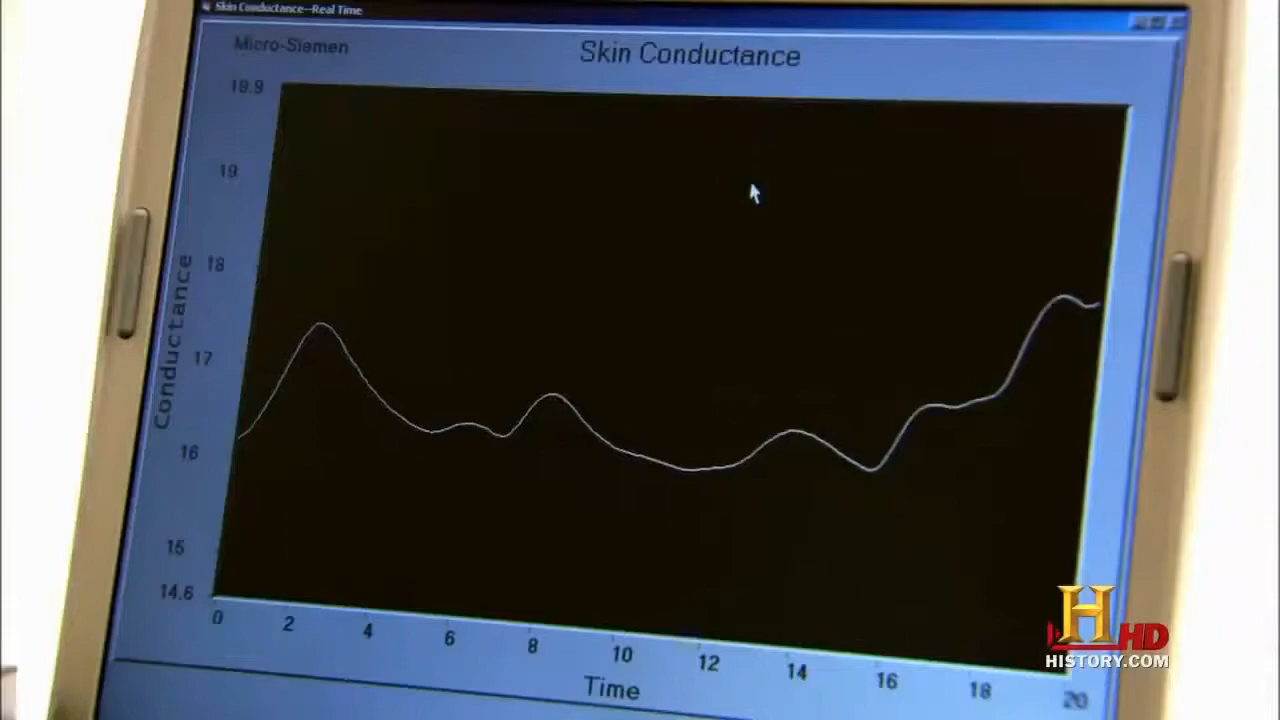 Skin Conductance--Real Time
Micro-Siemen
Skin Conductance
19.9
19
18
17
16
15
14.6
Conductance
0
2
4
6
8
10
12
14
16
18
20
Time
H HD
HISTORY.COM